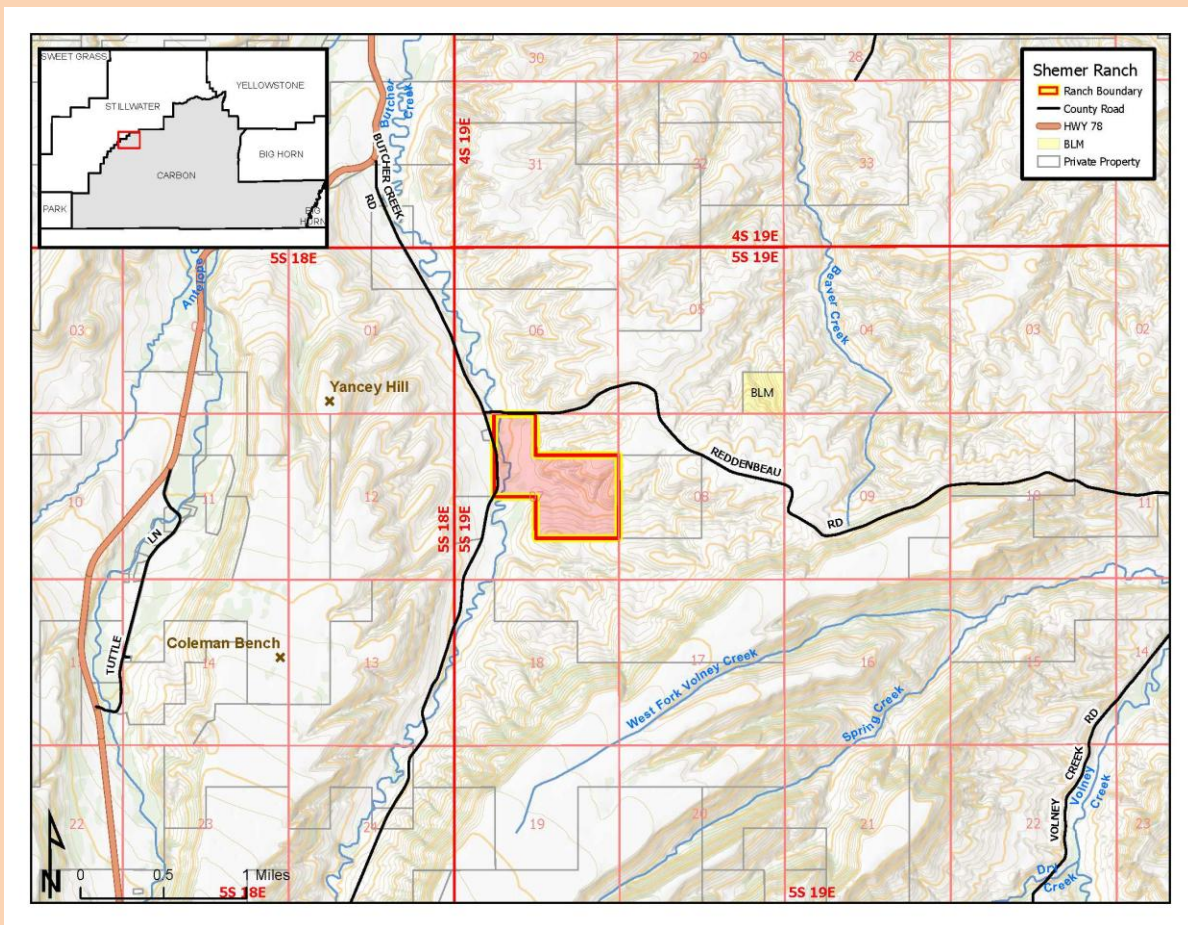 SWEET GRASS
STILLWATER
YELLOWSTONE
BIG HORN
CARBON
PARK
BIG
HORN
Shemer Ranch
Ranch Boundary
County Road
HWY 78
BLM
Private Property
30
29
28
Butcher
Creek
BUTCHER CREEK
RD
4S 19E
31
32
33
4S 19E
5S 19E
5S 18E
Antelope
Beaver Creek
03
01
06
05
04
03
02
Yancey Hill
BLM
REDDENBEAU
RD
10
11
12
08
09
10
11
5S 18E
5S 19E
TUTTLE
LN
Coleman Bench
14
13
18
17
16
15
14
West Fork Volney Creek
Spring Creek
VOLNEY
CREEK
RD
Volney
Creek
Dry
Creek
22
23
24
19
20
21
22
23
N
0 0.5 1 Miles
5S 18E
5S 19E